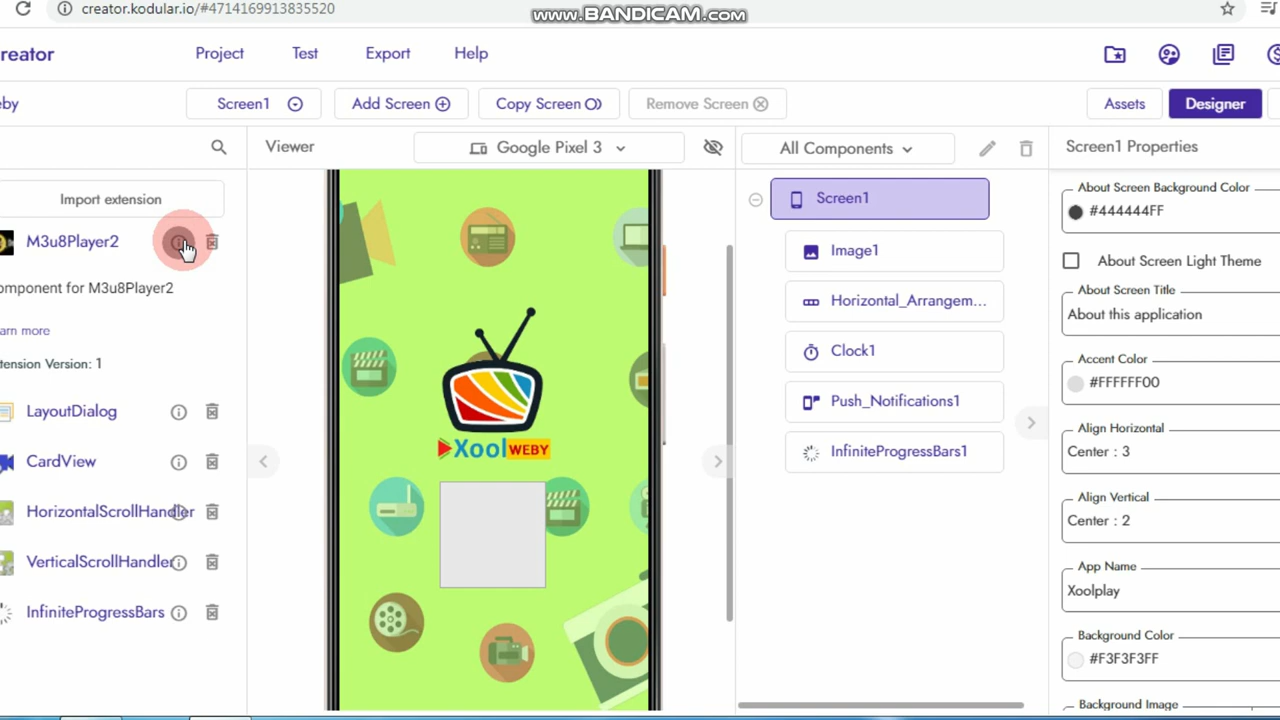 creator.kodular.io/#4714169913835520
www.BANDICAM.com
reator
Project
Test
Export
Help
eby
Screen1
Add Screen
Copy Screen
Remove Screen
Assets
Designer
Viewer
Google Pixel 3
All Components
Screen1 Properties
Import extension
M3u8Player2
omponent for M3u8Player2
arn more
tension Version: 1
LayoutDialog
CardView
HorizontalScrollHandler
VerticalScrollHandler
InfiniteProgressBars
Xool WEBY
Screen1
Image1
Horizontal_Arrangem...
Clock1
Push_Notifications1
InfiniteProgressBars1
About Screen Background Color
#444444FF
About Screen Light Theme
About Screen Title
About this application
Accent Color
#FFFFFF00
Align Horizontal
Center : 3
Align Vertical
Center : 2
App Name
Xoolplay
Background Color
#F3F3F3FF
Background Image